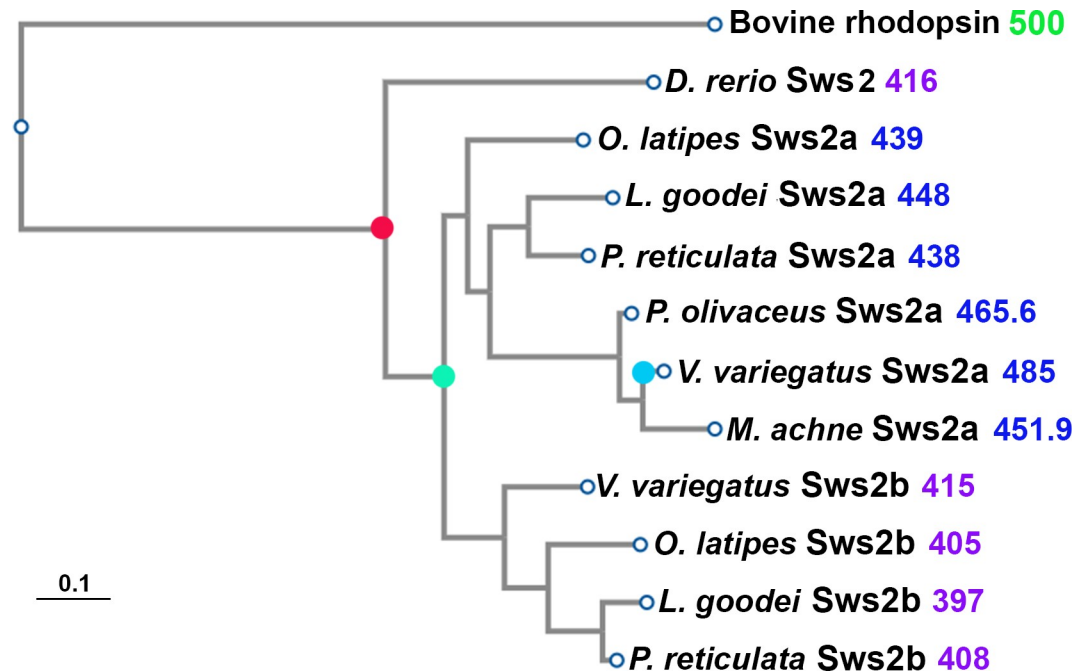 Bovine rhodopsin 500
D. rerio Sws2 416
O. latipes Sws2a 439
L. goodei Sws2a 448
P. reticulata Sws2a 438
P. olivaceus Sws2a 465.6
V. variegatus Sws2a 485
M. achne Sws2a 451.9
V. variegatus Sws2b 415
O. latipes Sws2b 405
0.1
L. goodei Sws2b 397
P. reticulata Sws2b 408